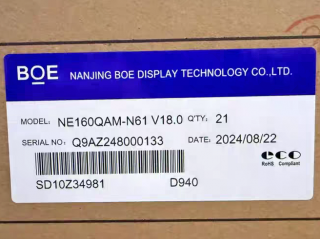 BOE NANJING BOE DISPLAY TECHNOLOGY CO.,LTD.
MODEL: NE160QAM-N61 V18.0 Q'TY: 21
SERIAL NO: Q9AZ248000133 DATE: 2024/08/22
eco
RoHS Compliant
SD10Z34981 D940